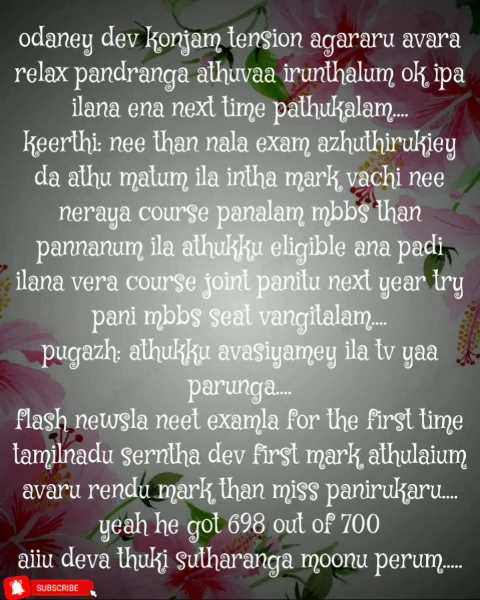 odaney dev konjam tension agararu avara
relax pandranga athuvaa irunthalum ok ipa
ilana ena next time pathukalam....
keerthi: nee than nala exam azhuthirukiey
da athu matum ila intha mark vachi nee
neraya course panalam mbbs than
pannanum ila athukku eligible ana padi
ilana vera course joint panitu next year try
pani mbbs seat vangitalam....
pugazh: athukku avasiyamey ila tv yaa
parunga....
flash newsla neet examla for the first time
tamilnadu serntha dev first mark athulaium
avaru rendu mark than miss panirukaru....
yeah he got 698 out of 700
aiiu deva thuki sutharanga moonu perum.....
SUBSCRIBE